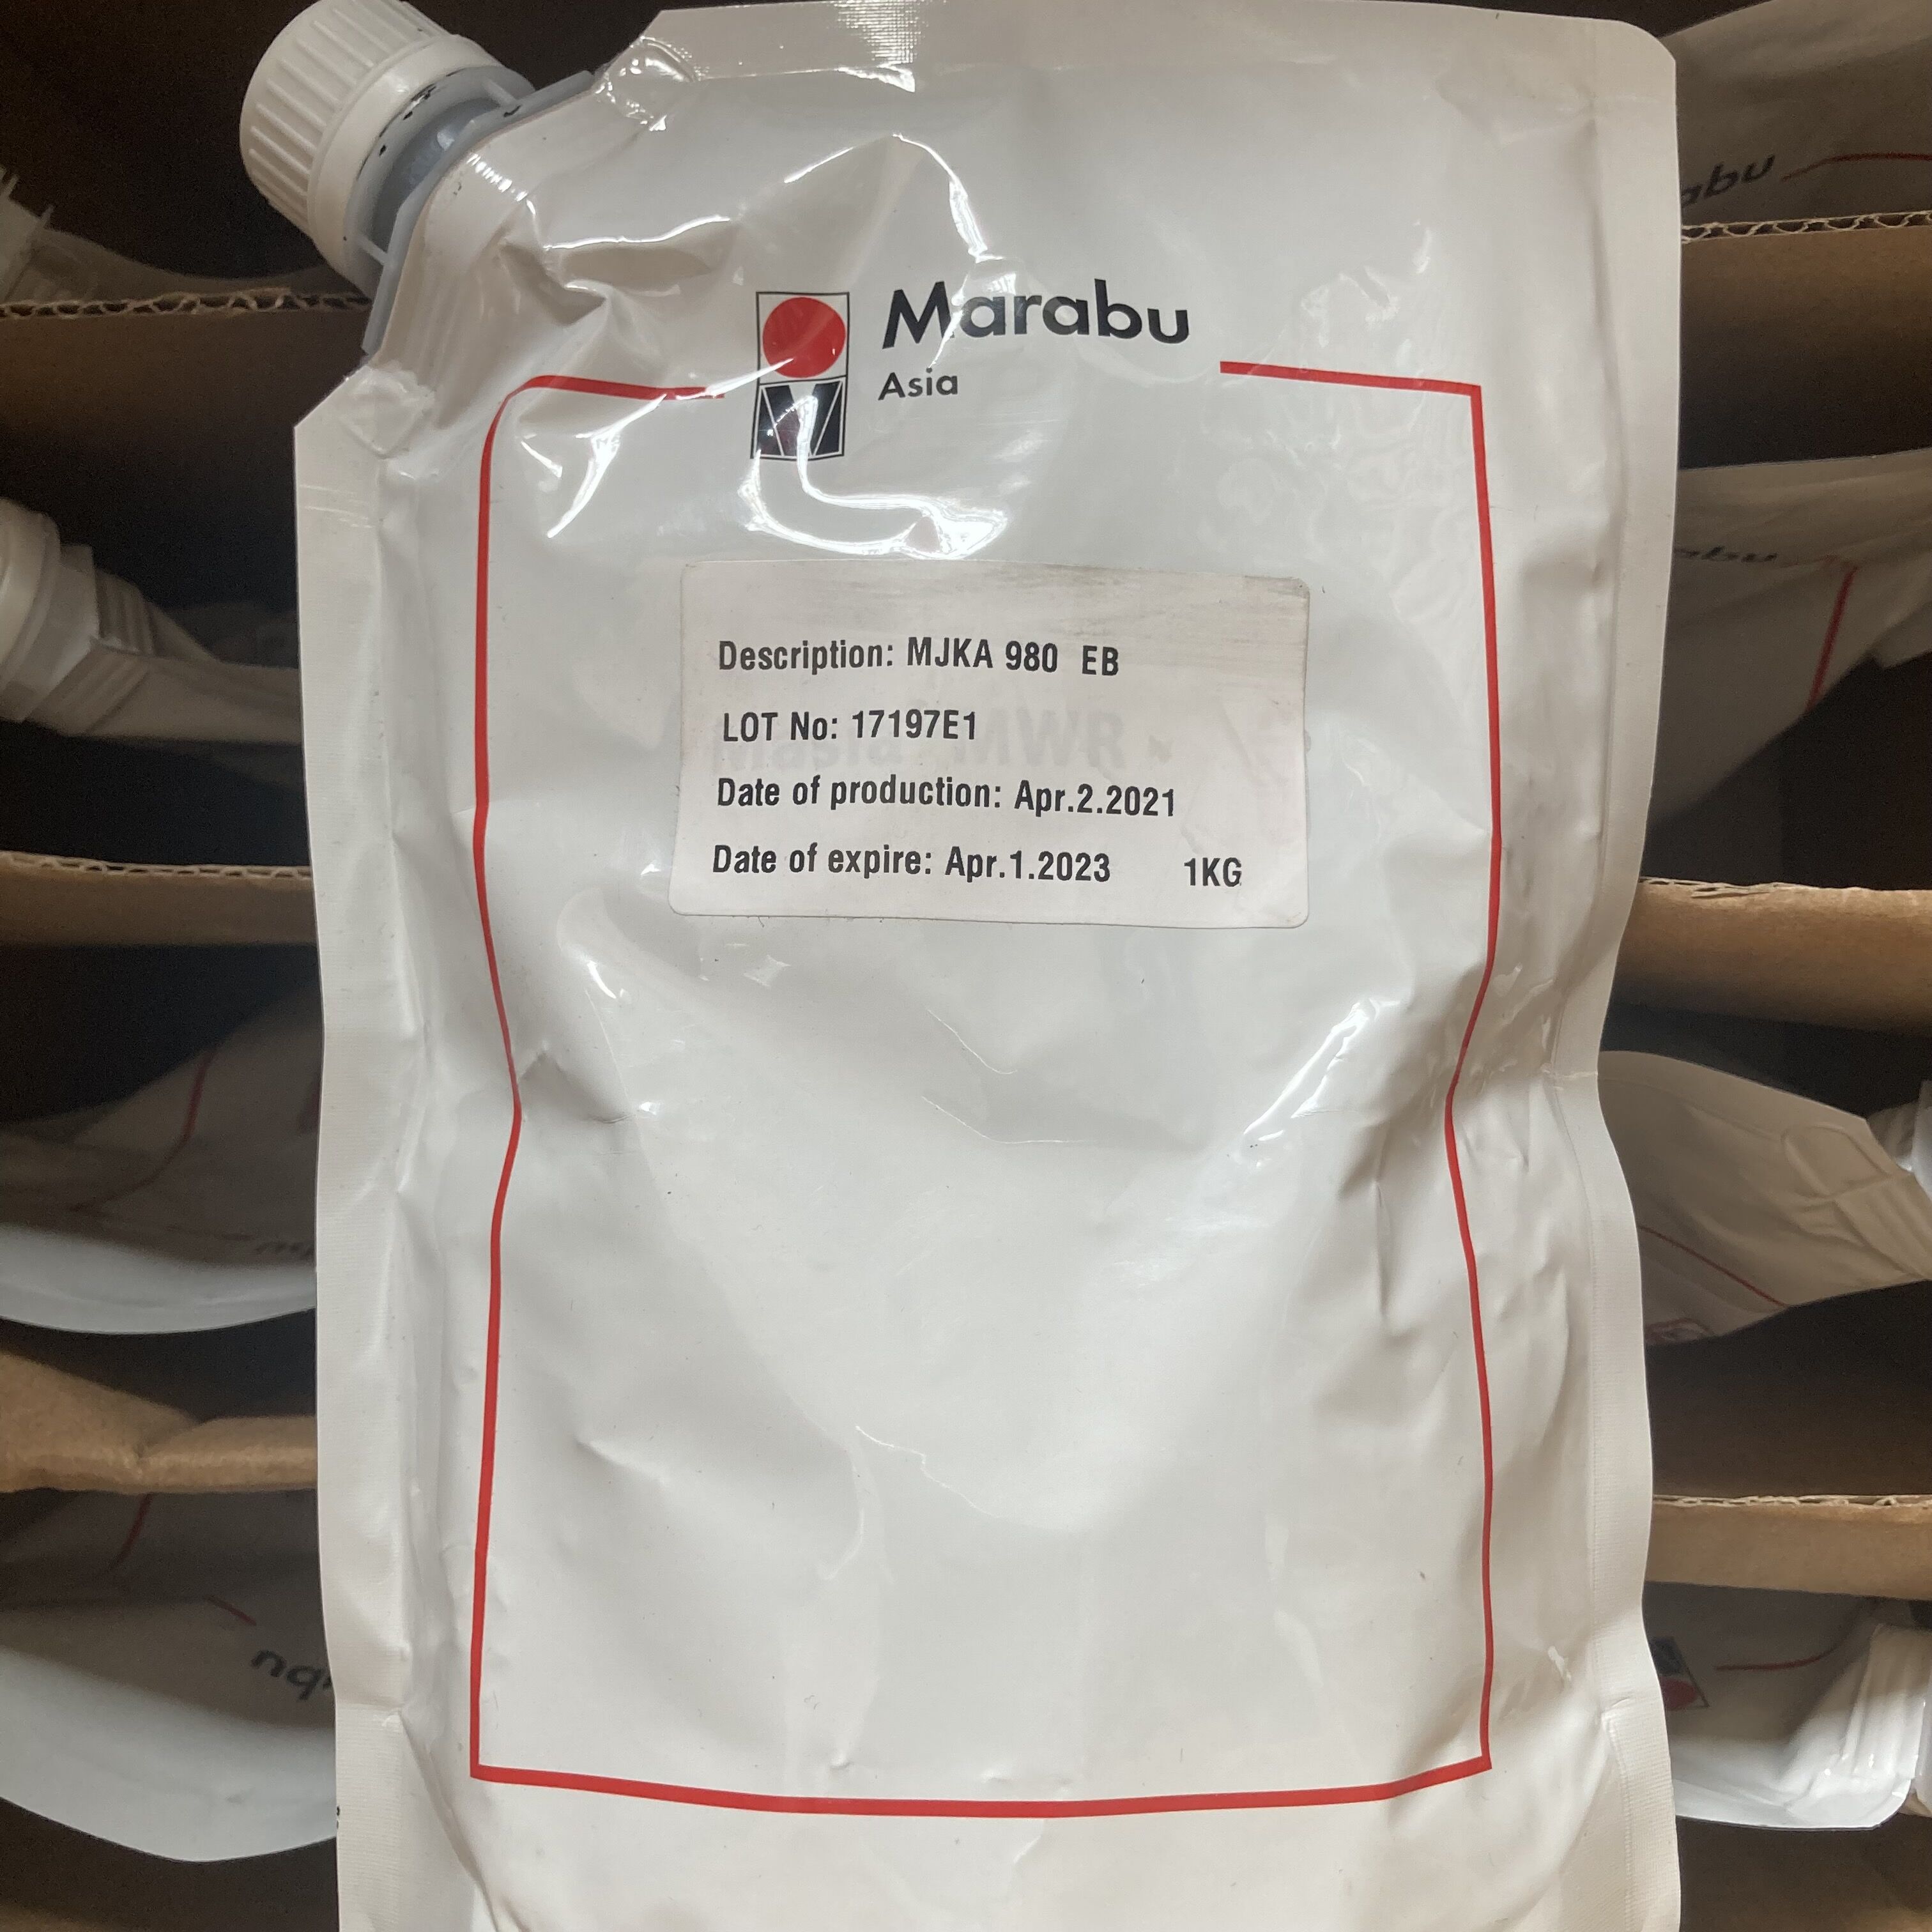 Marabu
Asia
Description: MJKA 980 EB
LOT No: 17197E1
Date of production: Apr.2.2021
Date of expire: Apr.1.2023 1KG